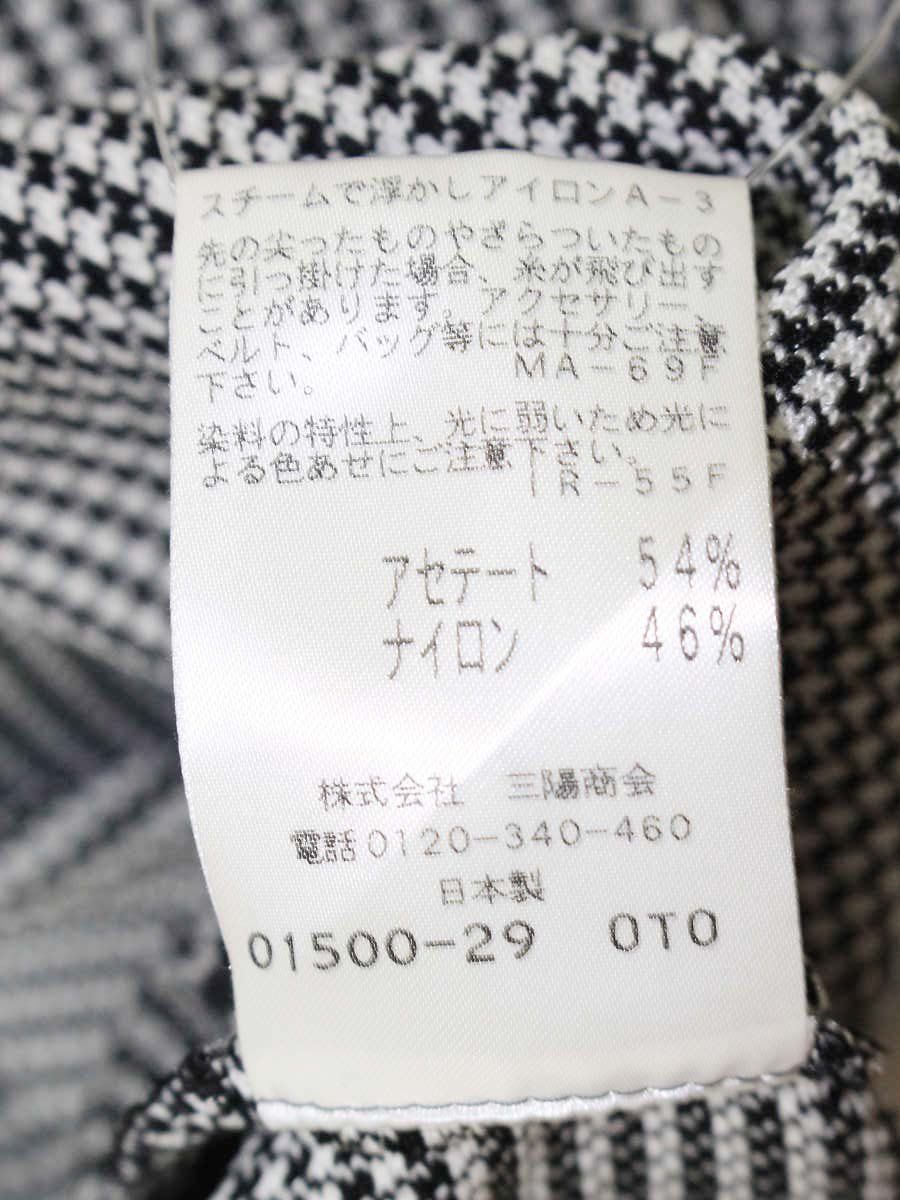 スチームで浮かしアイロンA-3
先の尖ったものやざらついたもの
に引っ掛けた場合、糸が飛び出す
ことがあります。アクセサリー、
ベルト、バッグ等には十分ご注意
下さい。 MA-69F
染料の特性上、光に弱いため光に
よる色あせにご注意下さい。
IR-55F
アセテート 54%
ナイロン 46%
株式会社 三陽商会
電話0120-340-460
日本製
01500-29 OTO